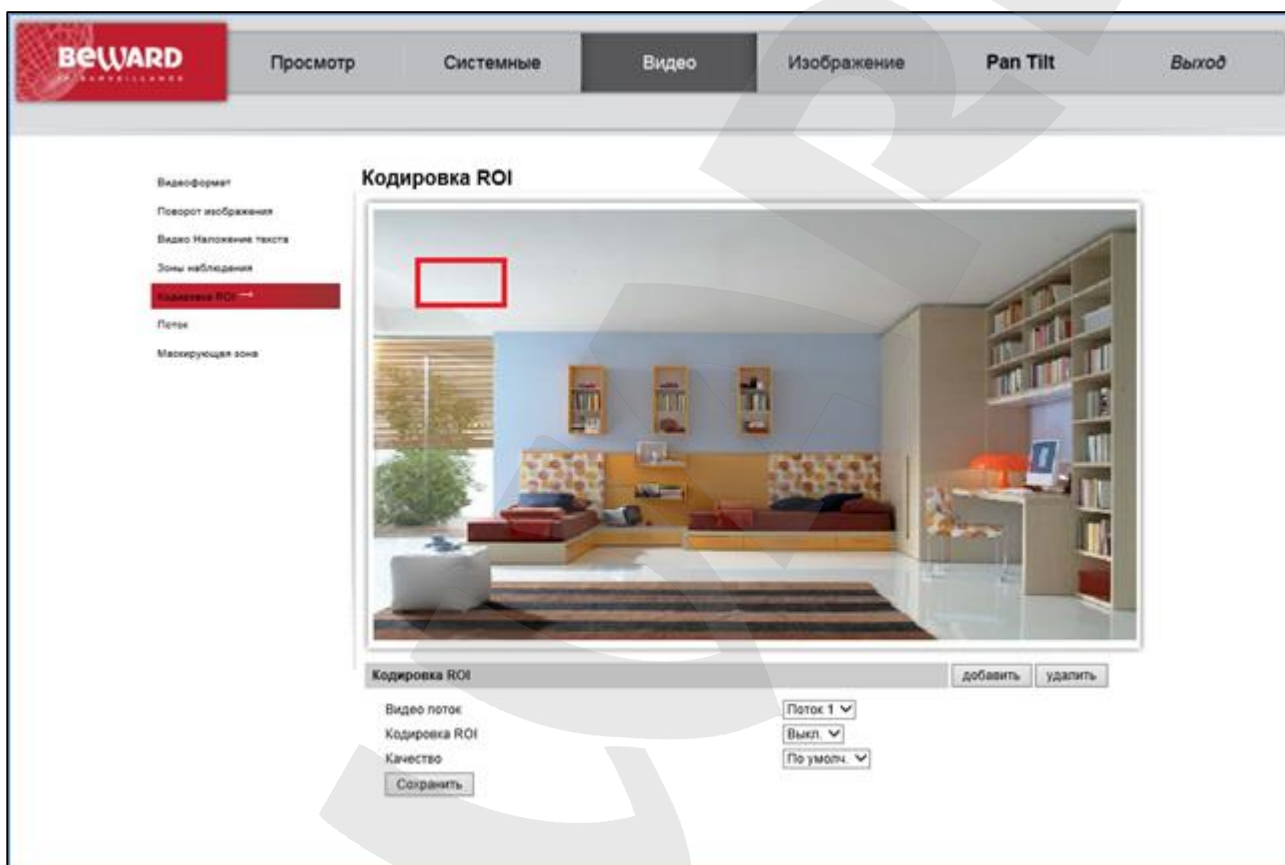 BEWARD
IP SURVEILLANCE
Просмотр
Системные
Видео
Изображение
Pan Tilt
Выход
Видеоформат
Поворот изображения
Видео Наложение текста
Зоны наблюдения
Кодировка ROI →
Поток
Маскирующая зона
Кодировка ROI
Кодировка ROI
добавить
удалить
Видео поток
Поток 1
Кодировка ROI
Выкл.
Качество
По умолч.
Сохранить